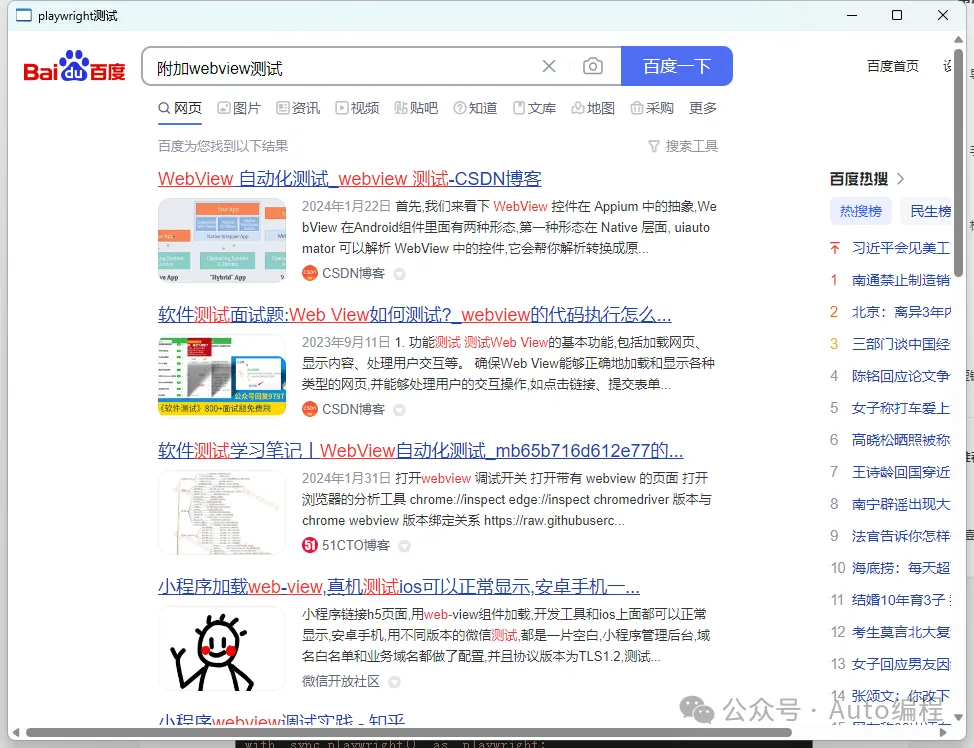 playwright测试
Bai du 百度
附加webview测试
百度一下
百度首页
网页 图片 资讯 视频 贴吧 知道 文库 地图 采购 更多
百度为您找到以下结果
搜索工具
WebView 自动化测试_webview 测试-CSDN博客
2024年1月22日 首先,我们来看下 WebView 控件在 Appium 中的抽象,We
bView 在Android组件里面有两种形态,第一种形态在 Native 层面, uiauto
mator 可以解析 WebView 中的控件,它会帮你解析转换成原...
CSDN博客
软件测试面试题:Web View如何测试?_webview的代码执行怎么...
2023年9月11日 1. 功能测试 测试Web View的基本功能,包括加载网页、
显示内容、处理用户交互等。 确保Web View能够正确地加载和显示各种
类型的网页,并能够处理用户的交互操作,如点击链接、提交表单...
公众号回复9797
《软件测试》800+面试题免费刷
CSDN博客
软件测试学习笔记丨WebView自动化测试_mb65b716d612e77的...
2024年1月31日 打开webview 调试开关 打开带有 webview 的页面 打开
浏览器的分析工具 chrome://inspect edge://inspect chromedriver 版本与
chrome webview 版本绑定关系 https://raw.githubuserc...
51CTO博客
小程序加载web-view,真机测试ios可以正常显示,安卓手机一...
小程序链接h5页面,用web-view组件加载,开发工具和ios上面都可以正常
显示,安卓手机,用不同版本的微信测试,都是一片空白,小程序管理后台,域
名白名单和业务域名都做了配置,并且协议版本为TLS1.2,测试...
微信开放社区
小程序webview调试实践 - 知乎
百度热搜
热搜榜 民生榜
习近平会见美工
1 南通禁止制造销
2 北京：离异3年内
3 三部门谈中国经
4 陈铭回应论文争
5 女子称打车爱上
6 高晓松晒照被称
7 王诗龄回国穿近
8 南宁辟谣出现大
9 法官告诉你怎样
10 海底捞：每天超
11 结婚10年育3子
12 考生莫言北大复
13 女子回应男友因
14 张颂文：你改下
公众号 · Auto编程
with sync_playwright() as playwright: